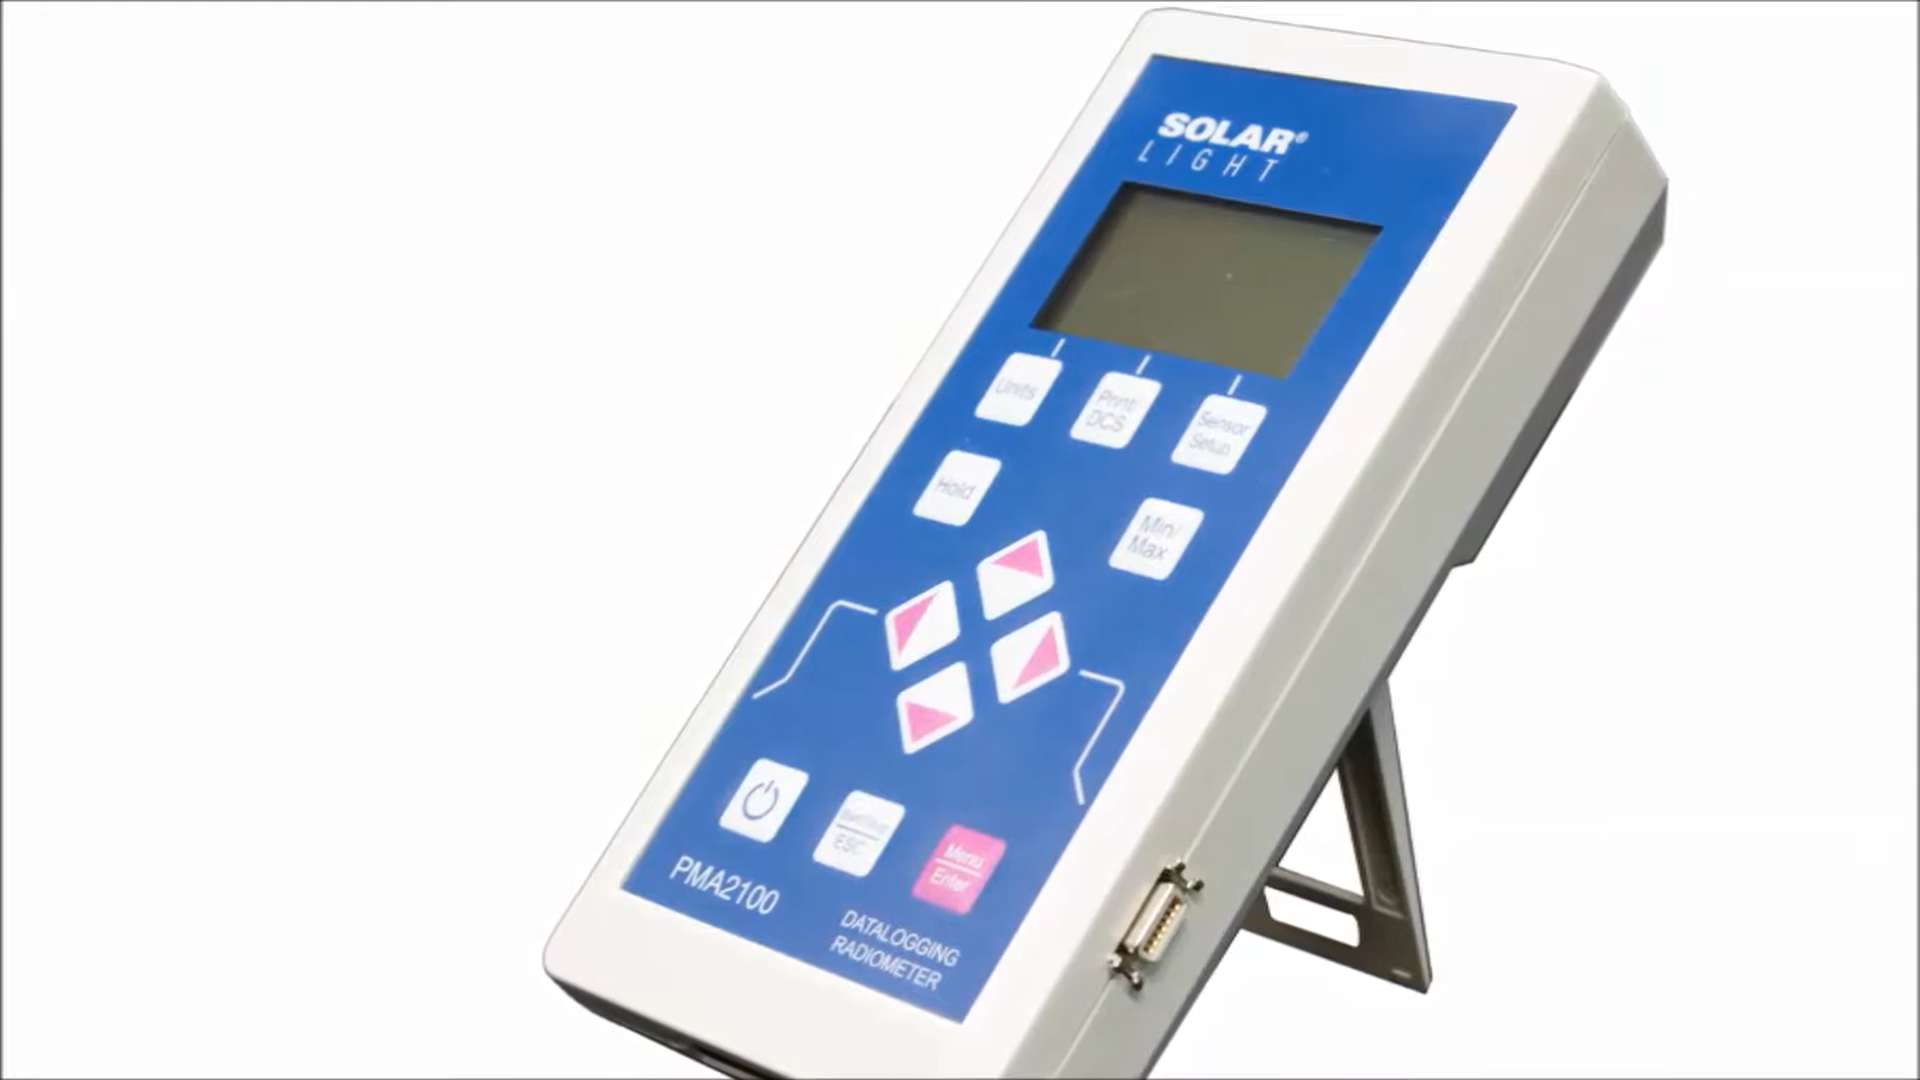 SOLAR®
LIGHT
Units
Print/
DCS
Sensor
Setup
Hold
Min/
Max
ESC
Menu
Enter
PMA2100
DATALOGGING
RADIOMETER